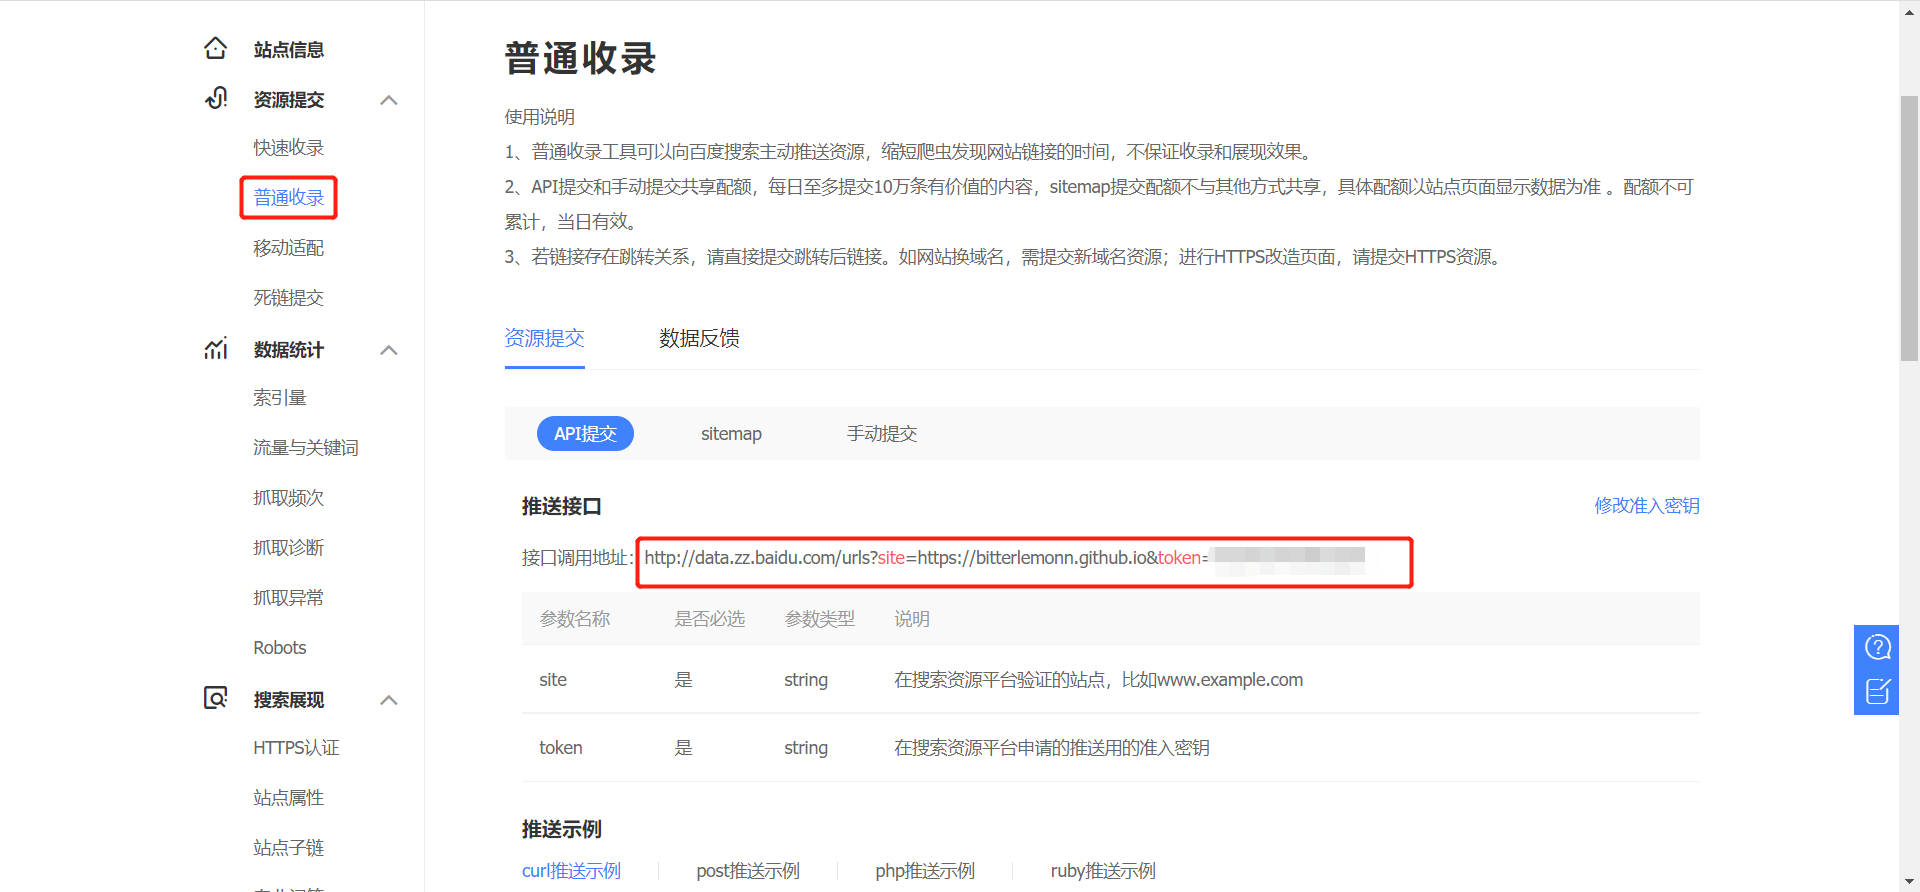 站点信息
资源提交
快速收录
普通收录
移动适配
死链提交
数据统计
索引量
流量与关键词
抓取频次
抓取诊断
抓取异常
Robots
搜索展现
HTTPS认证
站点属性
站点子链
普通收录
使用说明
1、普通收录工具可以向百度搜索主动推送资源，缩短爬虫发现网站链接的时间，不保证收录和展现效果。
2、API提交和手动提交共享配额，每日至多提交10万条有价值的内容，sitemap提交配额不与其他方式共享，具体配额以站点页面显示数据为准 。配额不可
累计，当日有效。
3、若链接存在跳转关系，请直接提交跳转后链接。如网站换域名，需提交新域名资源；进行HTTPS改造页面，请提交HTTPS资源。
资源提交 数据反馈
API提交 sitemap 手动提交
推送接口 修改准入密钥
接口调用地址: http://data.zz.baidu.com/urls?site=https://bitterlemonn.github.io&token=
参数名称 是否必选 参数类型 说明
site 是 string 在搜索资源平台验证的站点，比如www.example.com
token 是 string 在搜索资源平台申请的推送用的准入密钥
推送示例
curl推送示例 post推送示例 php推送示例 ruby推送示例